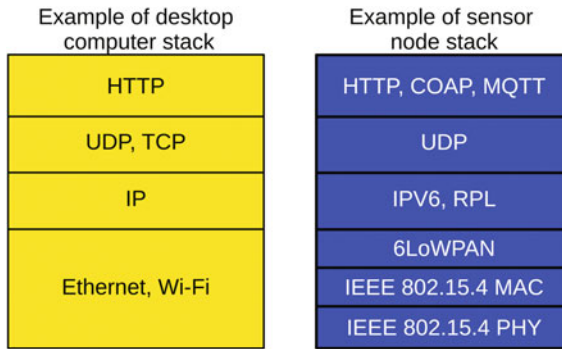 Example of desktop
computer stack
HTTP
UDP, TCP
IP
Ethernet, Wi-Fi
Example of sensor
node stack
HTTP, COAP, MQTT
UDP
IPV6, RPL
6LoWPAN
IEEE 802.15.4 MAC
IEEE 802.15.4 PHY